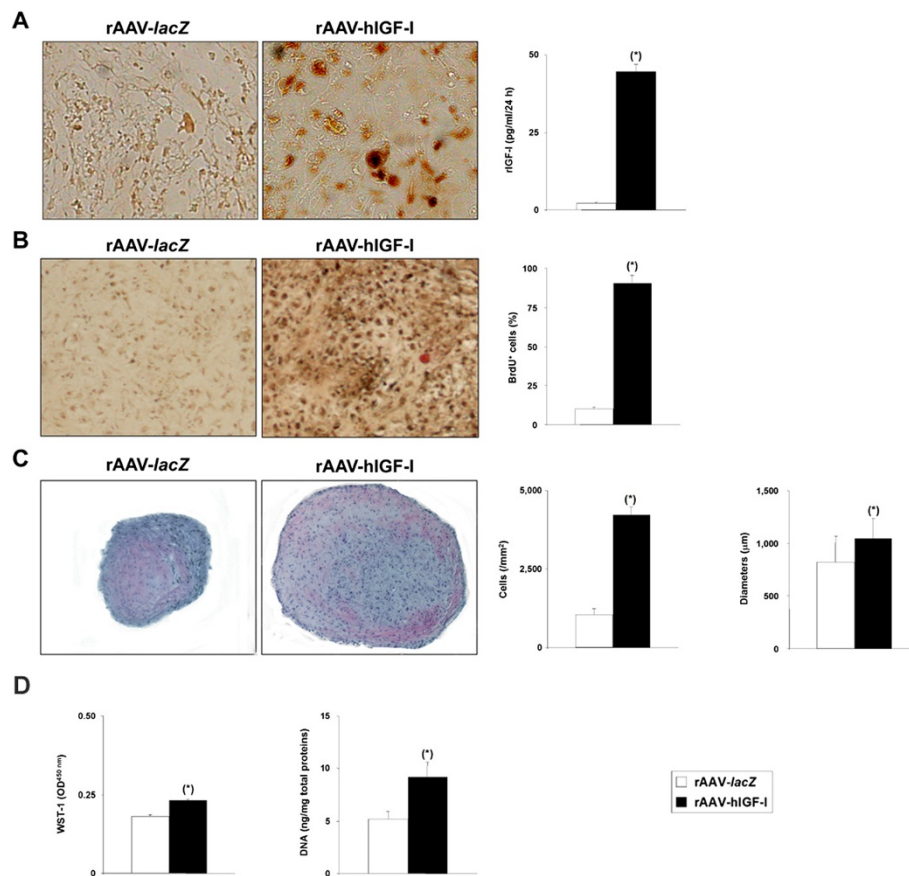 A
rAAV-lacZ
rAAV-hIGF-I
rIGF-I (pg/ml/24 h)
50
25
0
(*)
B
rAAV-lacZ
rAAV-hIGF-I
BrdU⁺ cells (%)
100
75
50
25
0
(*)
C
rAAV-lacZ
rAAV-hIGF-I
Cells (/mm²)
5,000
2,500
0
(*)
Diameters (μm)
1,500
1,000
500
0
(*)
D
WST-1 (OD⁴⁵⁰ ⁿᵐ)
0.50
0.25
0
(*)
DNA (ng/mg total proteins)
15
10
5
0
(*)
rAAV-lacZ
rAAV-hIGF-I